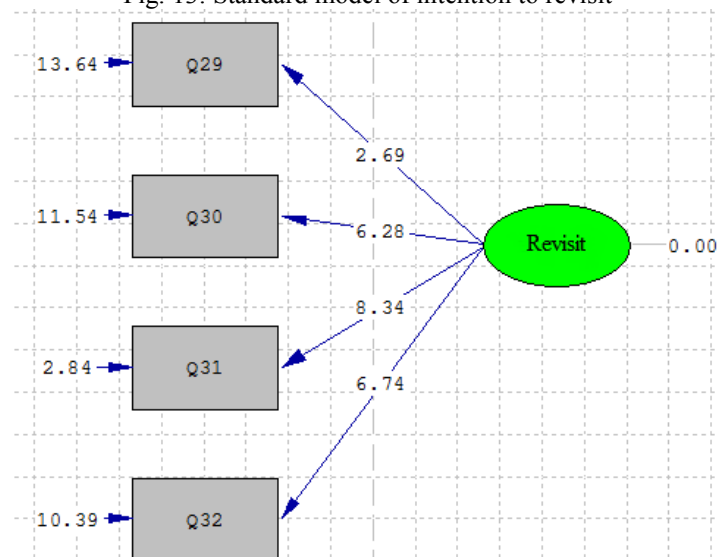 Fig. 13. Standard model of intention to revisit
13.64
Q29
2.69
11.54
Q30
6.28
Revisit
0.00
8.34
2.84
Q31
6.74
10.39
Q32